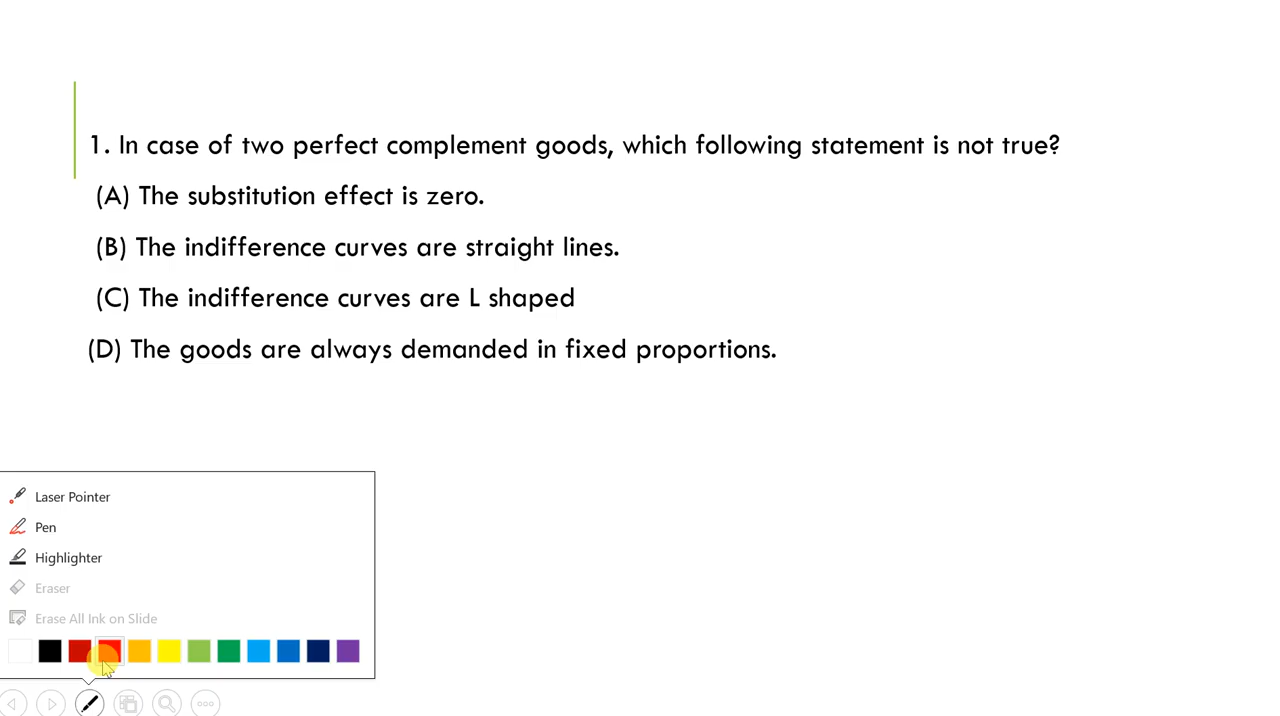 1. In case of two perfect complement goods, which following statement is not true?
(A) The substitution effect is zero.
(B) The indifference curves are straight lines.
(C) The indifference curves are L shaped
(D) The goods are always demanded in fixed proportions.
Laser Pointer
Pen
Highlighter
Eraser
Erase All Ink on Slide